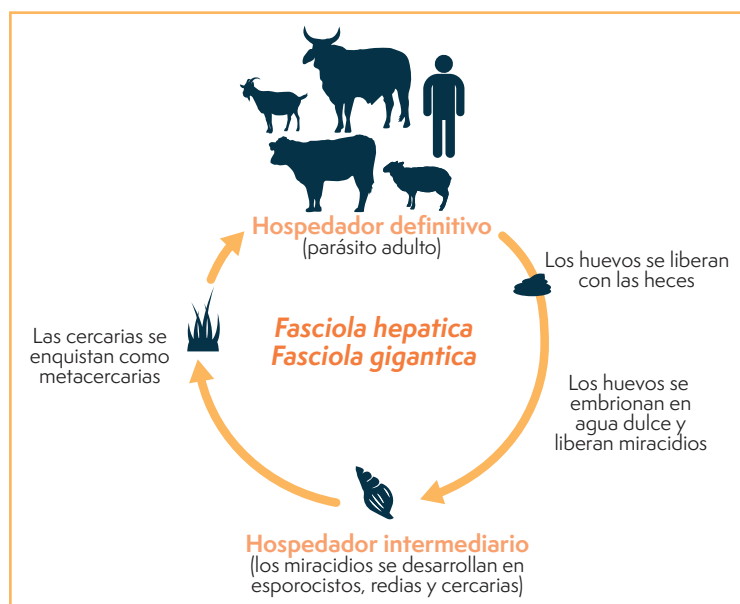 Hospedador definitivo
(parásito adulto)
Los huevos se liberan
con las heces
Fasciola hepatica
Fasciola gigantica
Las cercarias se
enquistan como
metacercarias
Los huevos se
embrionan en
agua dulce y
liberan miracidios
Hospedador intermediario
(los miracidios se desarrollan en
esporocistos, redias y cercarias)